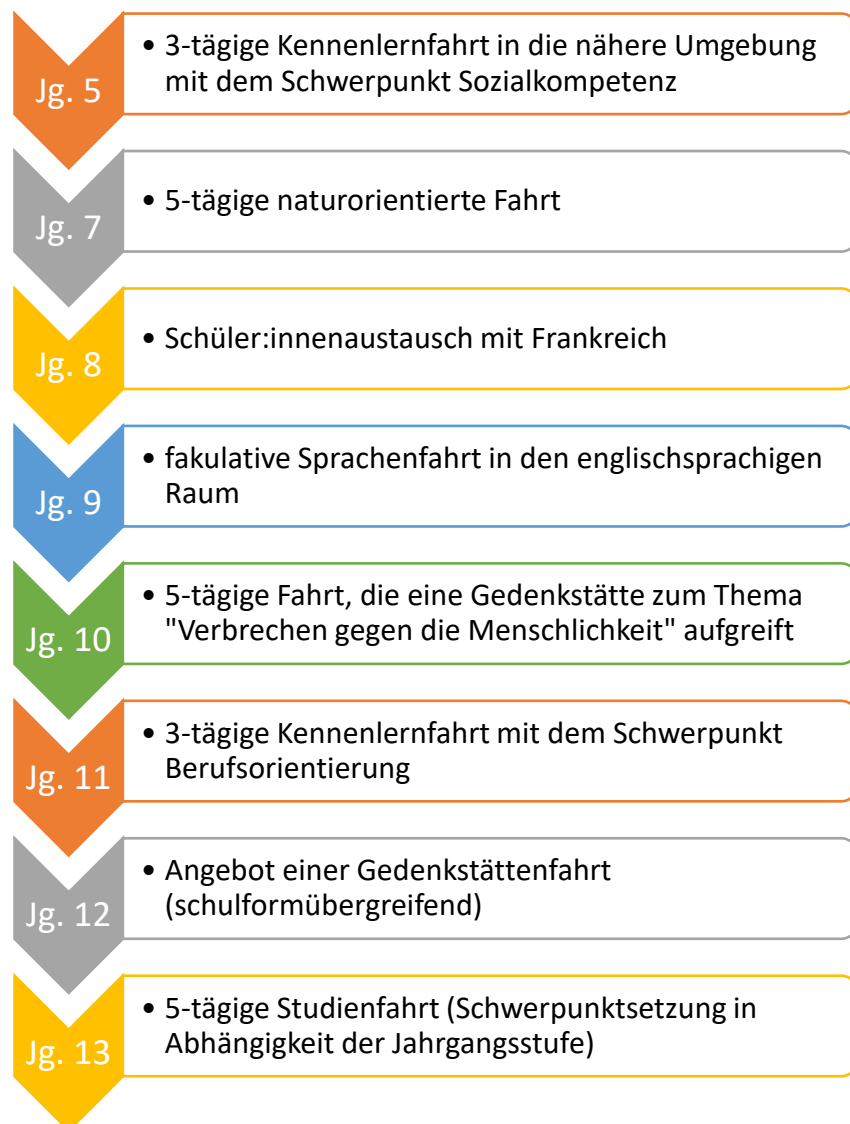 Jg. 5
• 3-tägige Kennenlernfahrt in die nähere Umgebung
mit dem Schwerpunkt Sozialkompetenz
Jg. 7
• 5-tägige naturorientierte Fahrt
Jg. 8
• Schüler:innenaustausch mit Frankreich
Jg. 9
• fakulative Sprachenfahrt in den englischsprachigen
Raum
Jg. 10
• 5-tägige Fahrt, die eine Gedenkstätte zum Thema
"Verbrechen gegen die Menschlichkeit" aufgreift
Jg. 11
• 3-tägige Kennenlernfahrt mit dem Schwerpunkt
Berufsorientierung
Jg. 12
• Angebot einer Gedenkstättenfahrt
(schulformübergreifend)
Jg. 13
• 5-tägige Studienfahrt (Schwerpunktsetzung in
Abhängigkeit der Jahrgangsstufe)